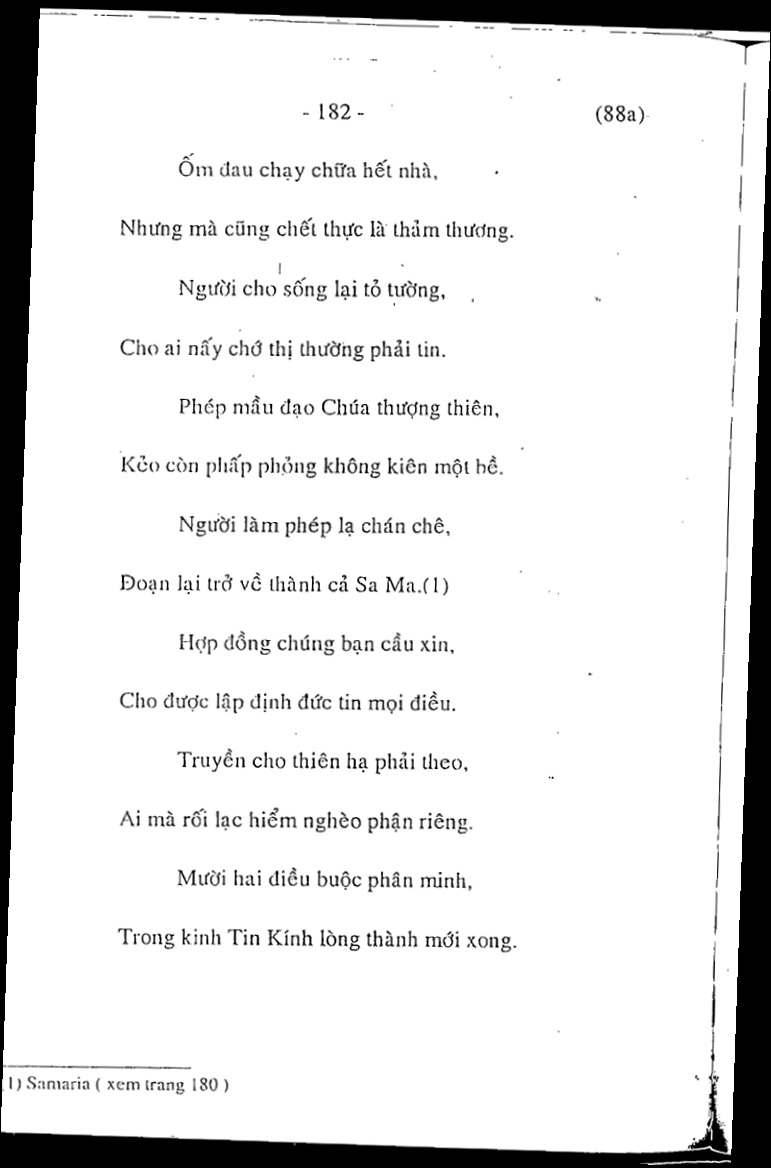 - 182 - (88a)
Ốm đau chạy chữa hết nhà,
Nhưng mà cũng chết thực là thảm thương.
Người cho sống lại tỏ tường,
Cho ai nấy chớ thị thường phải tin.
Phép mầu đạo Chúa thượng thiên,
Kẻo còn phấp phỏng không kiên một bề.
Người làm phép lạ chán chê,
Đoạn lại trở về thành cả Sa Ma.(1)
Hợp đồng chúng bạn cầu xin,
Cho được lập định đức tin mọi điều.
Truyền cho thiên hạ phải theo,
Ai mà rối lạc hiểm nghèo phận riêng.
Mười hai điều buộc phân minh,
Trong kinh Tin Kính lòng thành mới xong.
1) Samaria ( xem trang 180 )